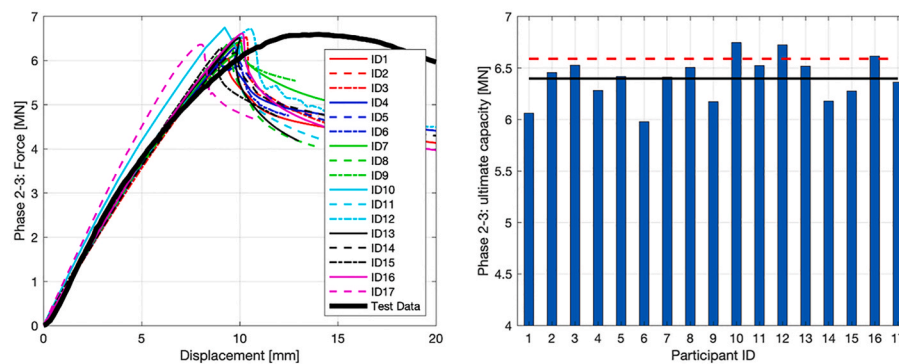 7
6
5
4
3
2
1
0
Phase 2-3: Force [MN]
0
5
10
15
20
Displacement [mm]
ID1
ID2
ID3
ID4
ID5
ID6
ID7
ID8
ID9
ID10
ID11
ID12
ID13
ID14
ID15
ID16
ID17
Test Data
7
6.5
6
5.5
5
4.5
4
Phase 2-3: ultimate capacity [MN]
1 2 3 4 5 6 7 8 9 10 11 12 13 14 15 16 17
Participant ID